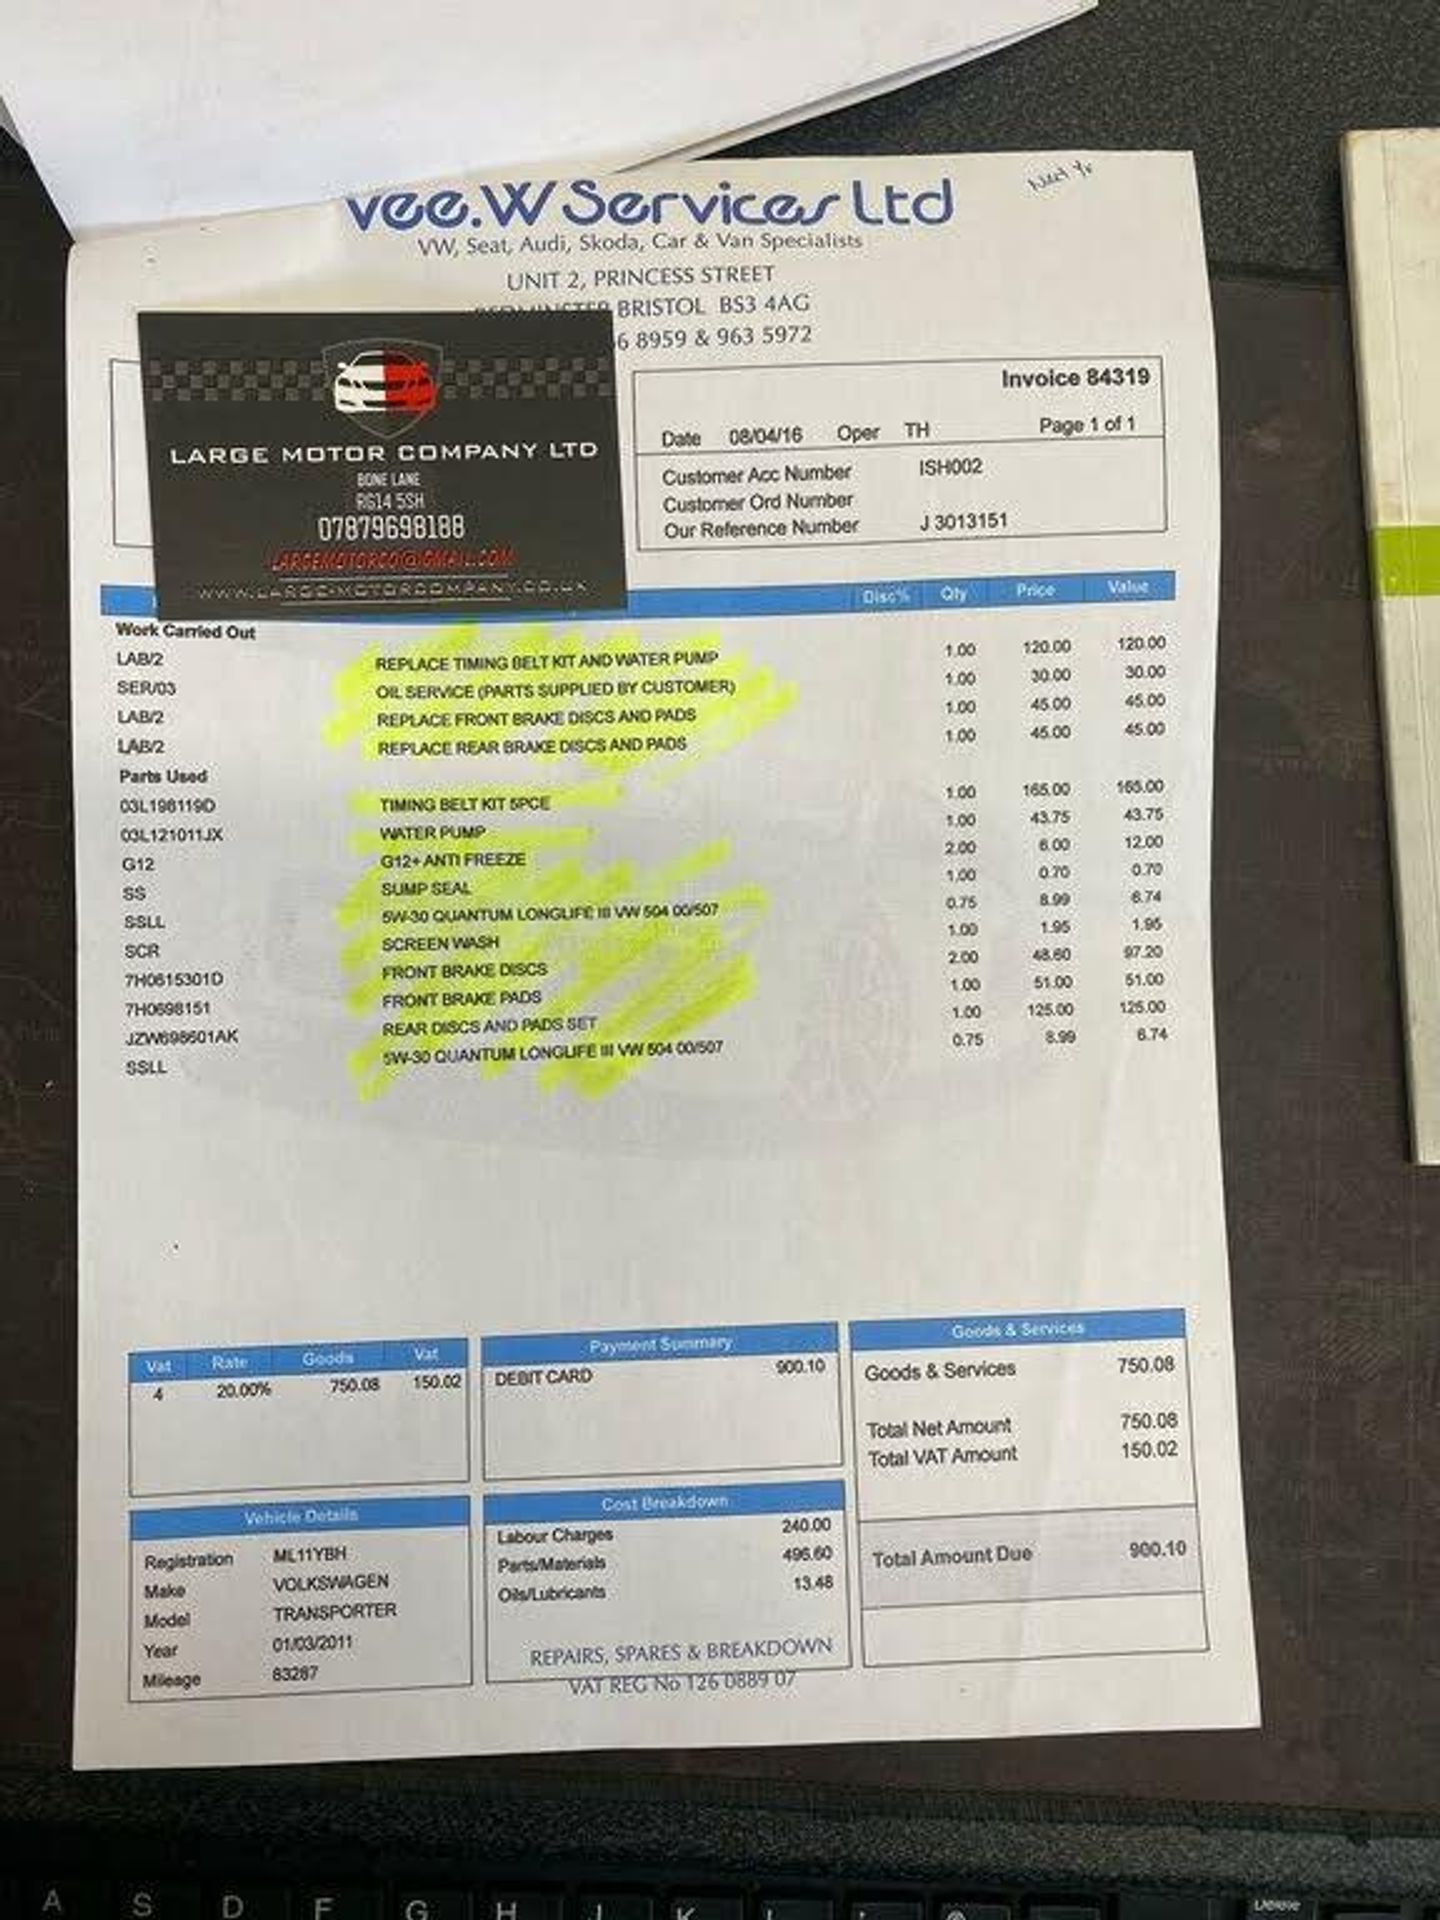 vee.W Services Ltd
VW, Seat, Audi, Skoda, Car & Van Specialists
UNIT 2, PRINCESS STREET
BEDMINSTER BRISTOL BS3 4AG
6 8959 & 963 5972
LARGE MOTOR COMPANY LTD
BONE LANE
RG14 5SH
07879698188
LARGEMOTORCO@GMAIL.COM
WWW.LARGE-MOTORCOMPANY.CO.UK
Invoice 84319
Date 08/04/16 Oper TH Page 1 of 1
Customer Acc Number ISH002
Customer Ord Number
Our Reference Number J 3013151
Disc% Qty Price Value
Work Carried Out
LAB/2 REPLACE TIMING BELT KIT AND WATER PUMP 1.00 120.00 120.00
SER/03 OIL SERVICE (PARTS SUPPLIED BY CUSTOMER) 1.00 30.00 30.00
LAB/2 REPLACE FRONT BRAKE DISCS AND PADS 1.00 45.00 45.00
LAB/2 REPLACE REAR BRAKE DISCS AND PADS 1.00 45.00 45.00
Parts Used
03L198119D TIMING BELT KIT 5PCE 1.00 165.00 165.00
03L121011JX WATER PUMP 1.00 43.75 43.75
G12 G12+ ANTI FREEZE 2.00 6.00 12.00
SS SUMP SEAL 1.00 0.70 0.70
SSLL 5W-30 QUANTUM LONGLIFE III VW 504 00/507 0.75 8.99 6.74
SCR SCREEN WASH 1.00 1.95 1.95
7H0615301D FRONT BRAKE DISCS 2.00 48.60 97.20
7H0698151 FRONT BRAKE PADS 1.00 51.00 51.00
JZW698601AK REAR DISCS AND PADS SET 1.00 125.00 125.00
SSLL 5W-30 QUANTUM LONGLIFE III VW 504 00/507 0.75 8.99 6.74
Vat Rate Goods Vat
4 20.00% 750.08 150.02
Payment Summary
DEBIT CARD 900.10
Goods & Services
Goods & Services 750.08
Total Net Amount 750.08
Total VAT Amount 150.02
Total Amount Due 900.10
Vehicle Details
Registration ML11YBH
Make VOLKSWAGEN
Model TRANSPORTER
Year 01/03/2011
Mileage 83287
Cost Breakdown
Labour Charges 240.00
Parts/Materials 496.60
Oils/Lubricants 13.48
REPAIRS, SPARES & BREAKDOWN
VAT REG No 126 0889 07
A S D F G H J K L